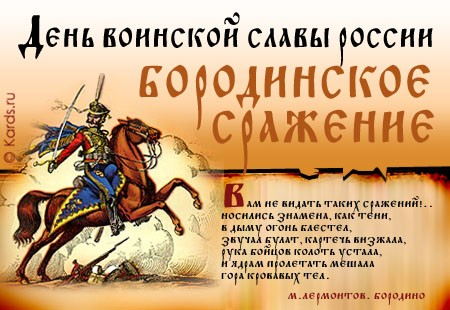 День воинской славы россии
Бородинское
сражение
© Kards.ru
Вам не видать таких сражений!..
носились знамена, как тени,
в дыму огонь блестел,
звучал булат, картечь визжала,
рука бойцов колоть устала,
и ядрам пролетать мешала
гора кровавых тел.
м.лермонтов. бородино